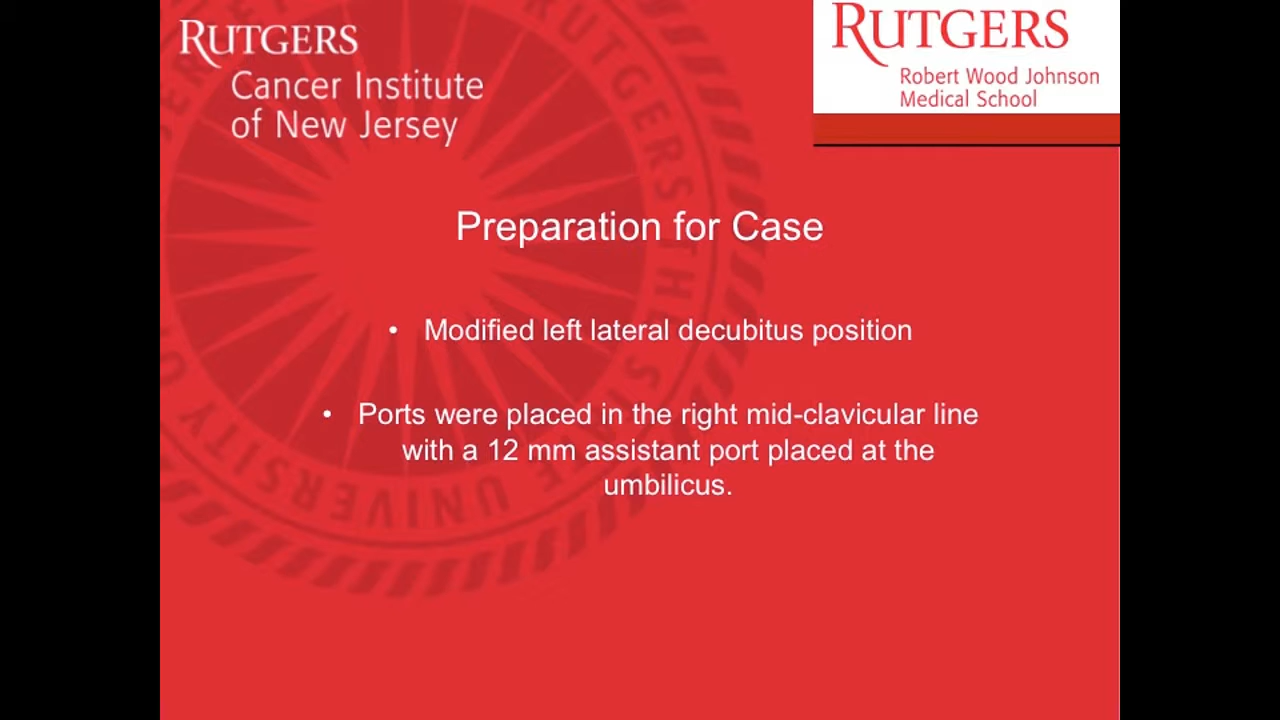 RUTGERS
Cancer Institute
of New Jersey
RUTGERS
Robert Wood Johnson
Medical School
Preparation for Case
• Modified left lateral decubitus position
• Ports were placed in the right mid-clavicular line
with a 12 mm assistant port placed at the
umbilicus.